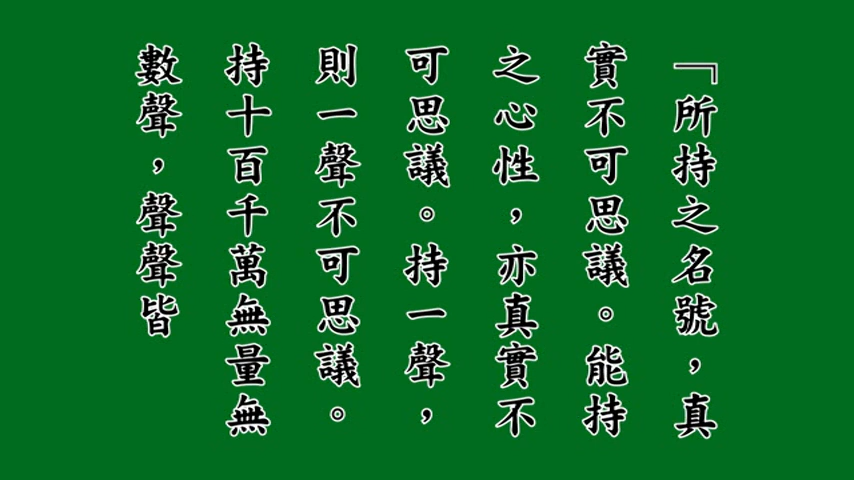 「所持之名號，真
實不可思議。能持
之心性，亦真實不
可思議。持一聲，
則一聲不可思議。
持十百千萬無量無
數聲，聲聲皆